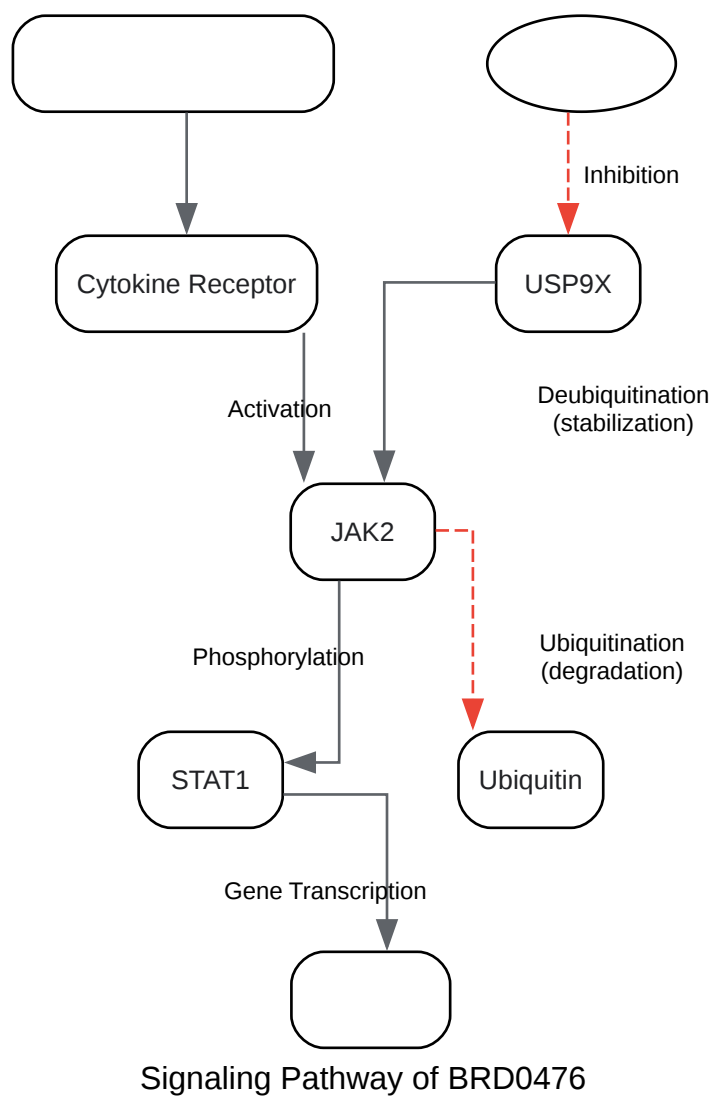 Inhibition
Cytokine Receptor
USP9X
Activation
Deubiquitination
(stabilization)
JAK2
Phosphorylation
Ubiquitination
(degradation)
STAT1
Ubiquitin
Gene Transcription
Signaling Pathway of BRD0476